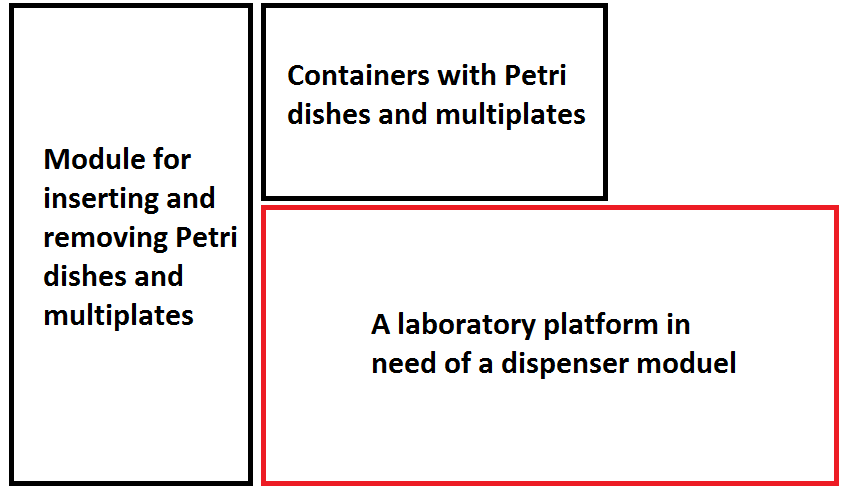 Module for
inserting and
removing Petri
dishes and
multiplates
Containers with Petri
dishes and multiplates
A laboratory platform in
need of a dispenser moduel